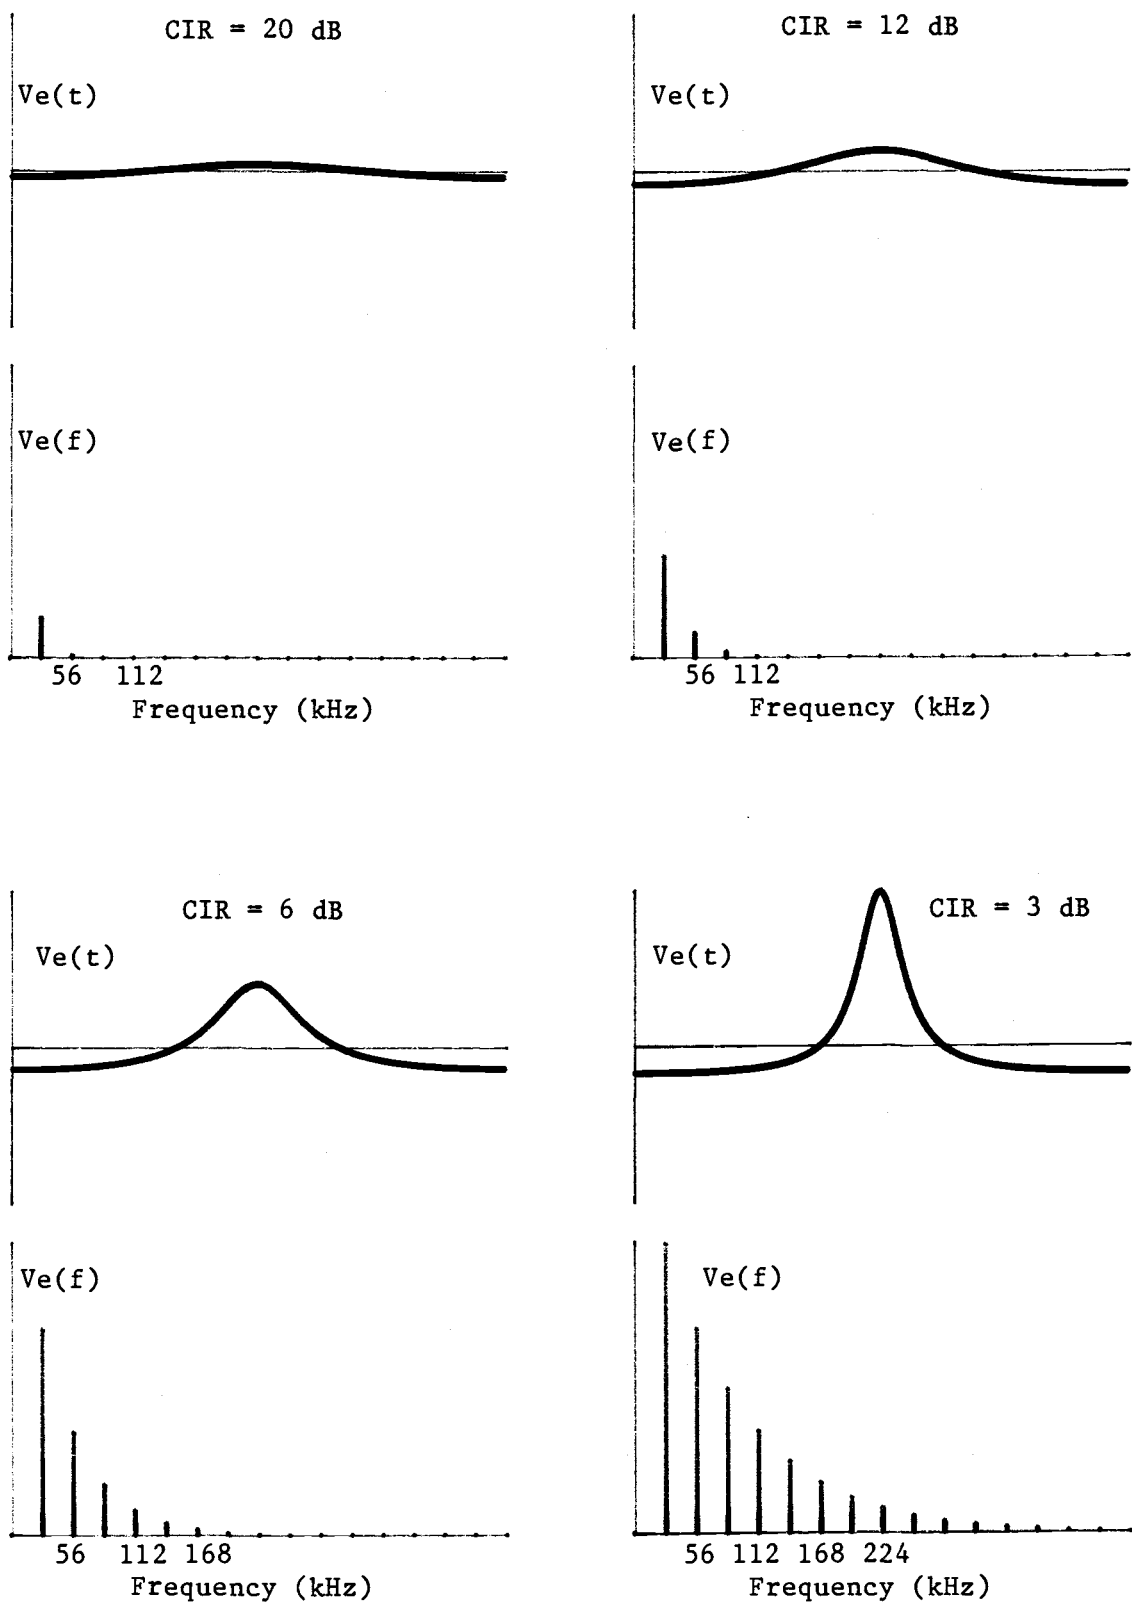 CIR = 20 dB
Ve(t)
Ve(f)
56 112
Frequency (kHz)
CIR = 12 dB
Ve(t)
Ve(f)
56 112
Frequency (kHz)
CIR = 6 dB
Ve(t)
Ve(f)
56 112 168
Frequency (kHz)
CIR = 3 dB
Ve(t)
Ve(f)
56 112 168 224
Frequency (kHz)